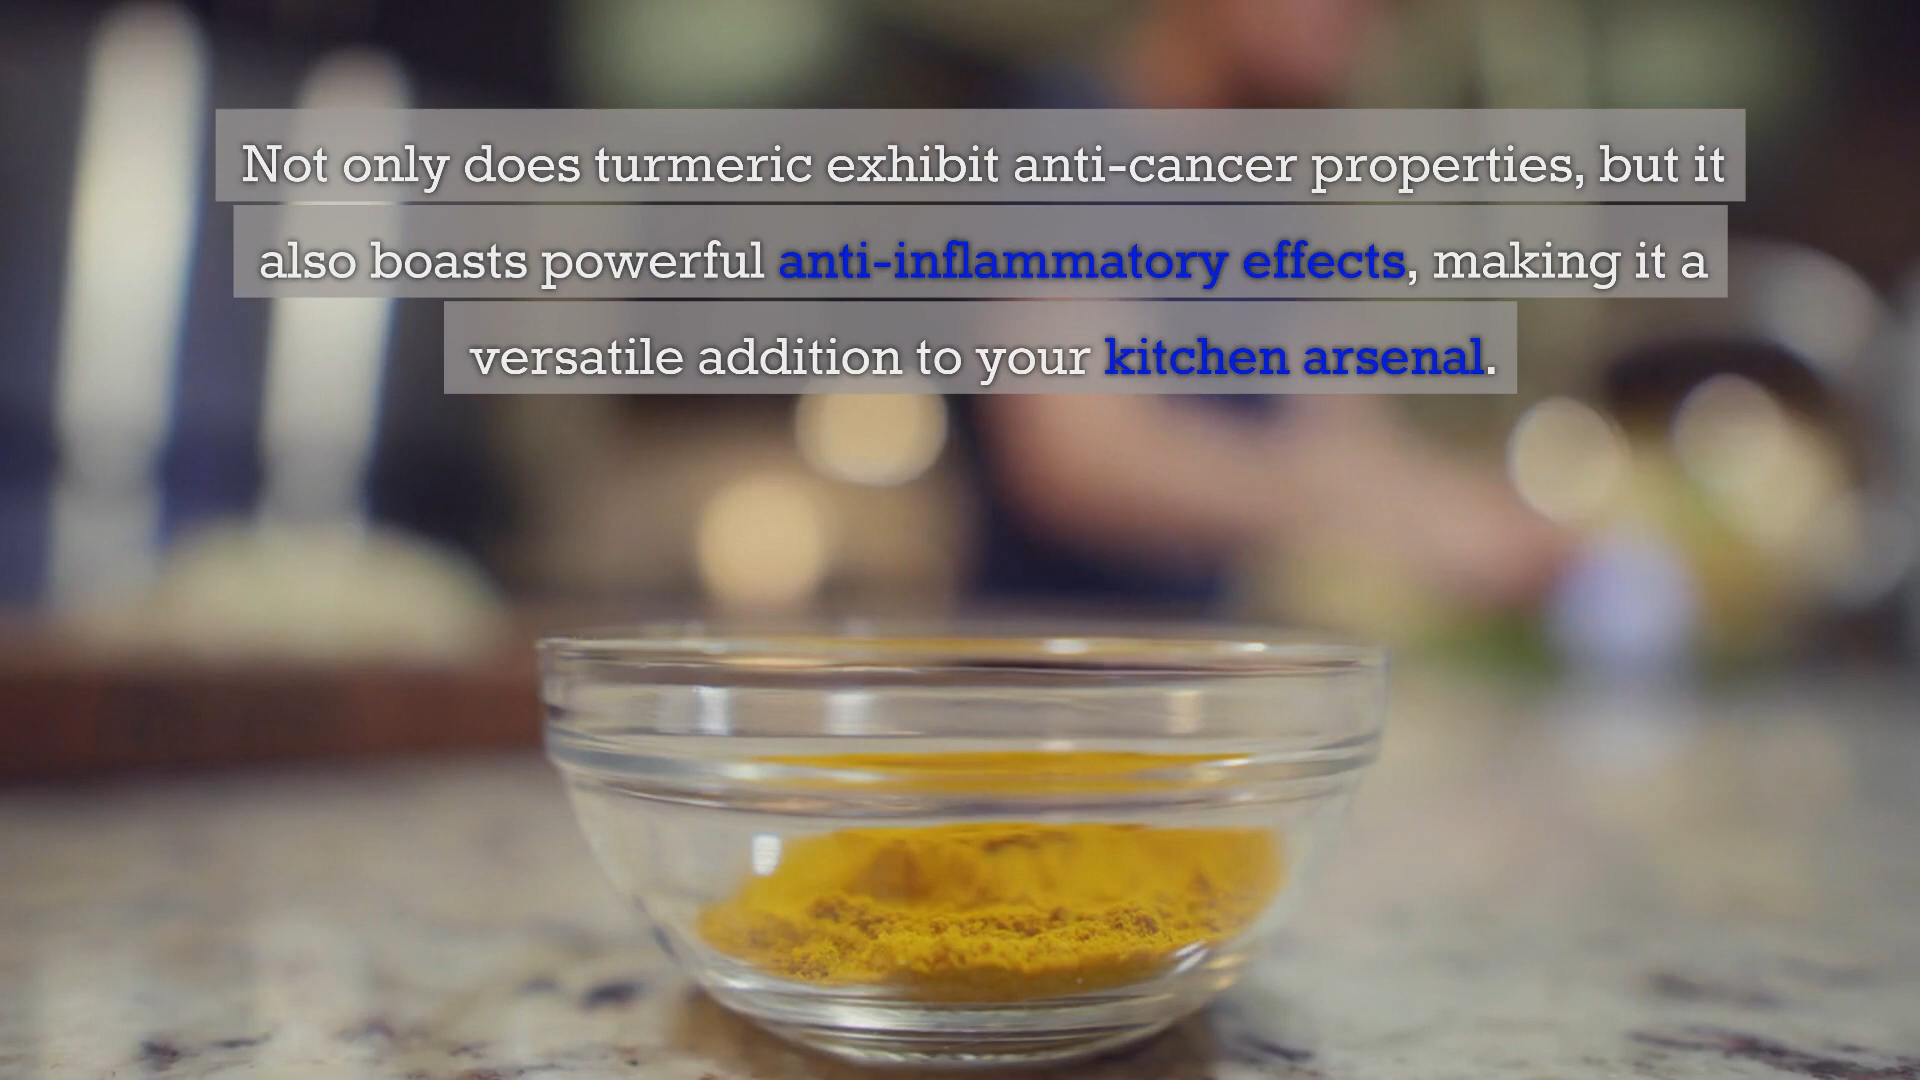 Not only does turmeric exhibit anti-cancer properties, but it
also boasts powerful anti-inflammatory effects, making it a
versatile addition to your kitchen arsenal.